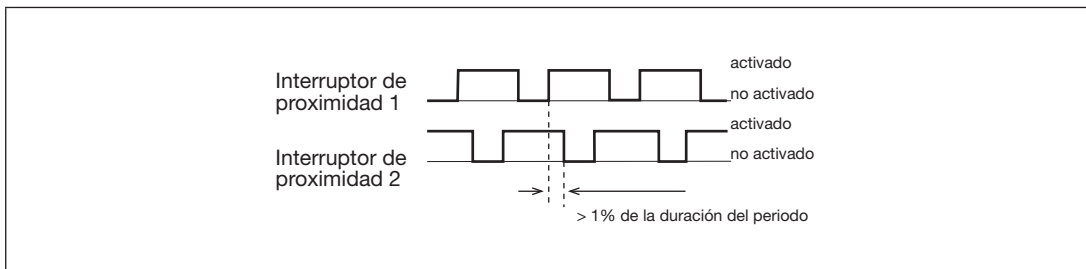 Interruptor de
proximidad 1
activado
no activado
Interruptor de
proximidad 2
activado
no activado
> 1% de la duración del periodo